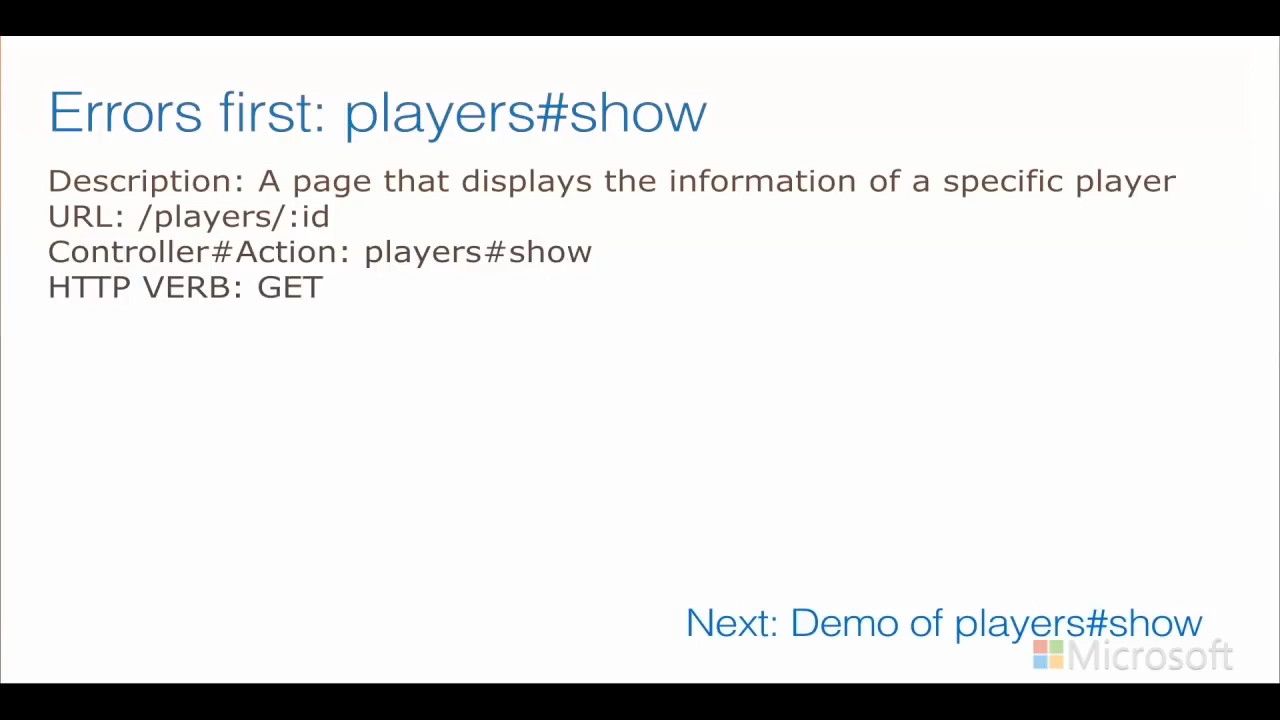 Errors first: players#show
Description: A page that displays the information of a specific player
URL: /players/:id
Controller#Action: players#show
HTTP VERB: GET
Next: Demo of players#show
Microsoft